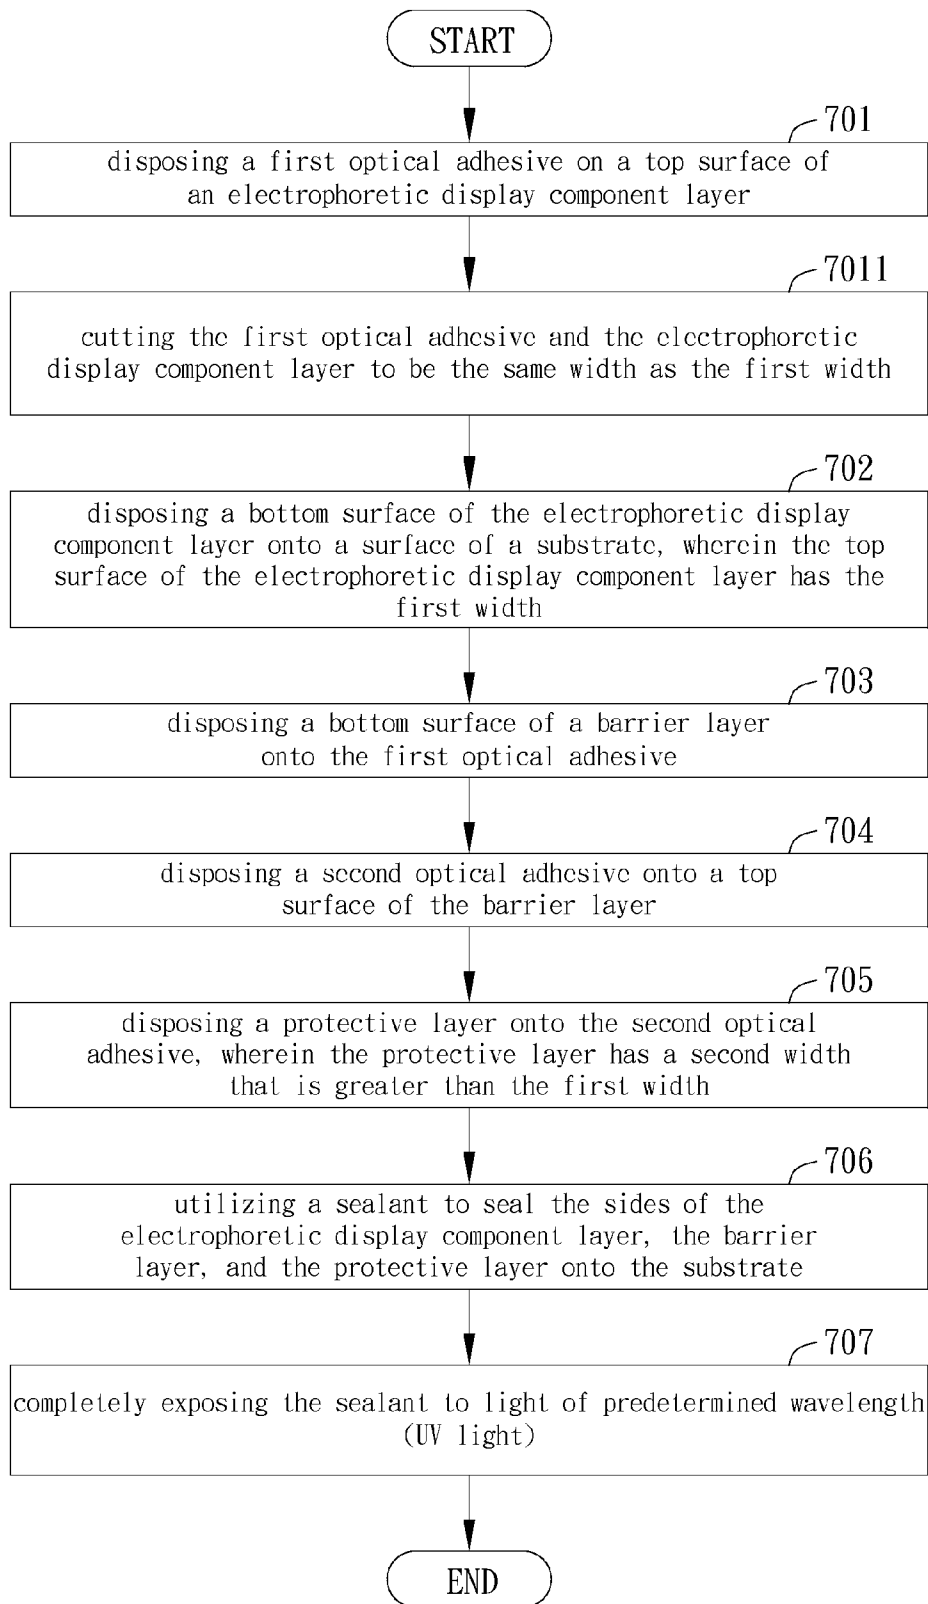 START
701
disposing a first optical adhesive on a top surface of
an electrophoretic display component layer
7011
cutting the first optical adhesive and the electrophoretic
display component layer to be the same width as the first width
702
disposing a bottom surface of the electrophoretic display
component layer onto a surface of a substrate, wherein the top
surface of the electrophoretic display component layer has the
first width
703
disposing a bottom surface of a barrier layer
onto the first optical adhesive
704
disposing a second optical adhesive onto a top
surface of the barrier layer
705
disposing a protective layer onto the second optical
adhesive, wherein the protective layer has a second width
that is greater than the first width
706
utilizing a sealant to seal the sides of the
electrophoretic display component layer, the barrier
layer, and the protective layer onto the substrate
707
completely exposing the sealant to light of predetermined wavelength
(UV light)
END